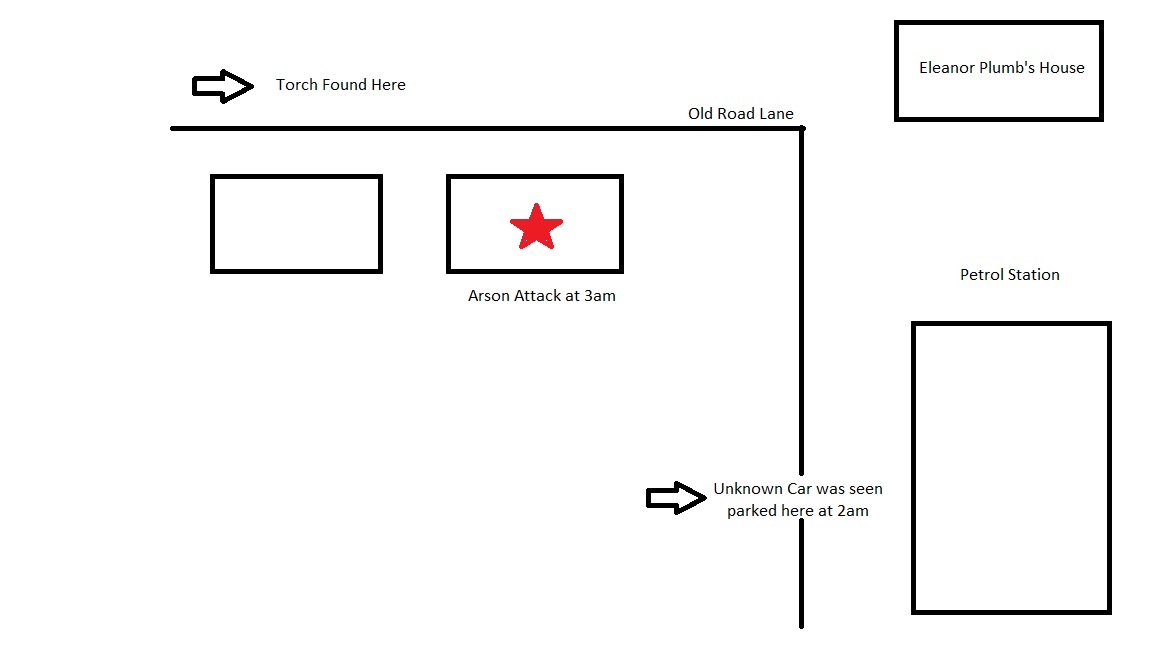 Eleanor Plumb's House
Torch Found Here
Old Road Lane
Petrol Station
Arson Attack at 3am
Unknown Car was seen
parked here at 2am